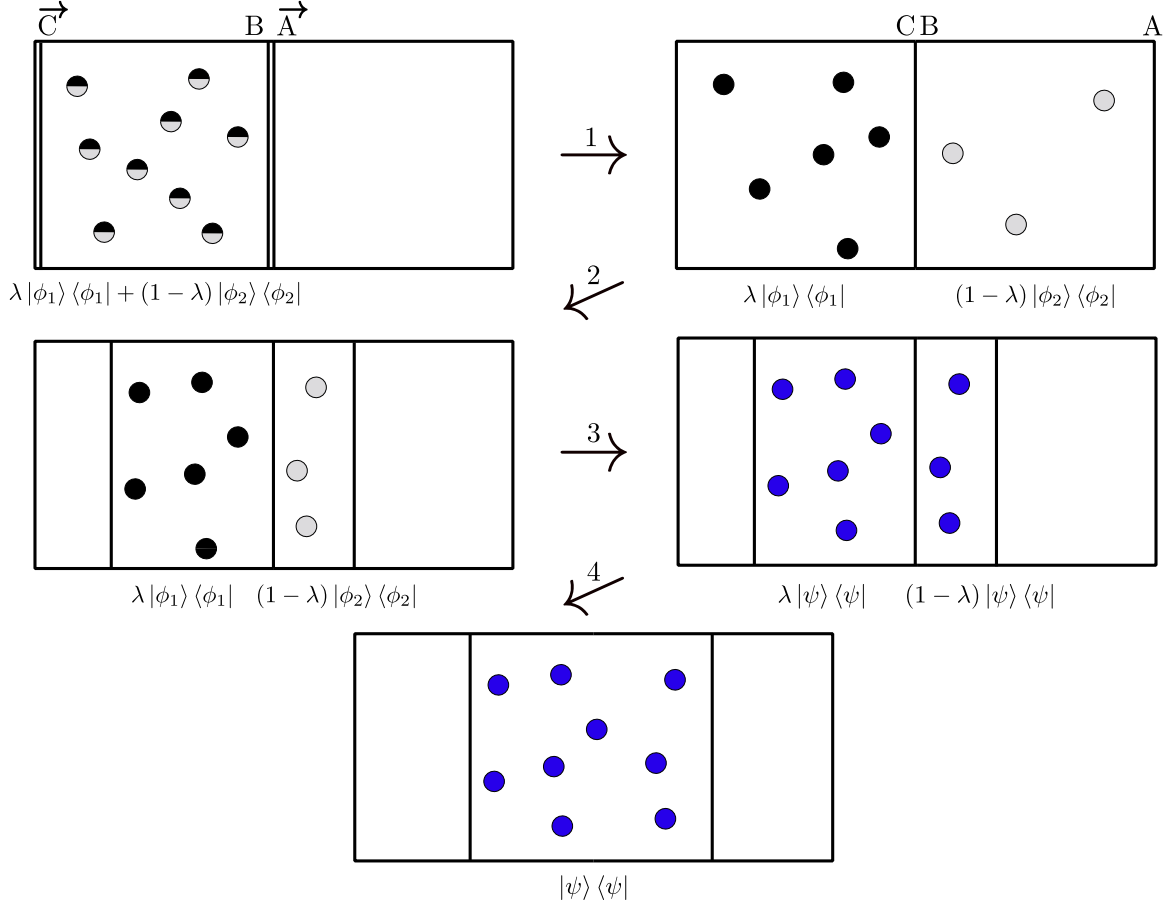 C⃗ B A⃗
C B A
1
λ |ϕ₁⟩ ⟨ϕ₁| + (1 − λ) |ϕ₂⟩ ⟨ϕ₂|
λ |ϕ₁⟩ ⟨ϕ₁| (1 − λ) |ϕ₂⟩ ⟨ϕ₂|
2
3
λ |ϕ₁⟩ ⟨ϕ₁| (1 − λ) |ϕ₂⟩ ⟨ϕ₂|
λ |ψ⟩ ⟨ψ| (1 − λ) |ψ⟩ ⟨ψ|
4
|ψ⟩ ⟨ψ|